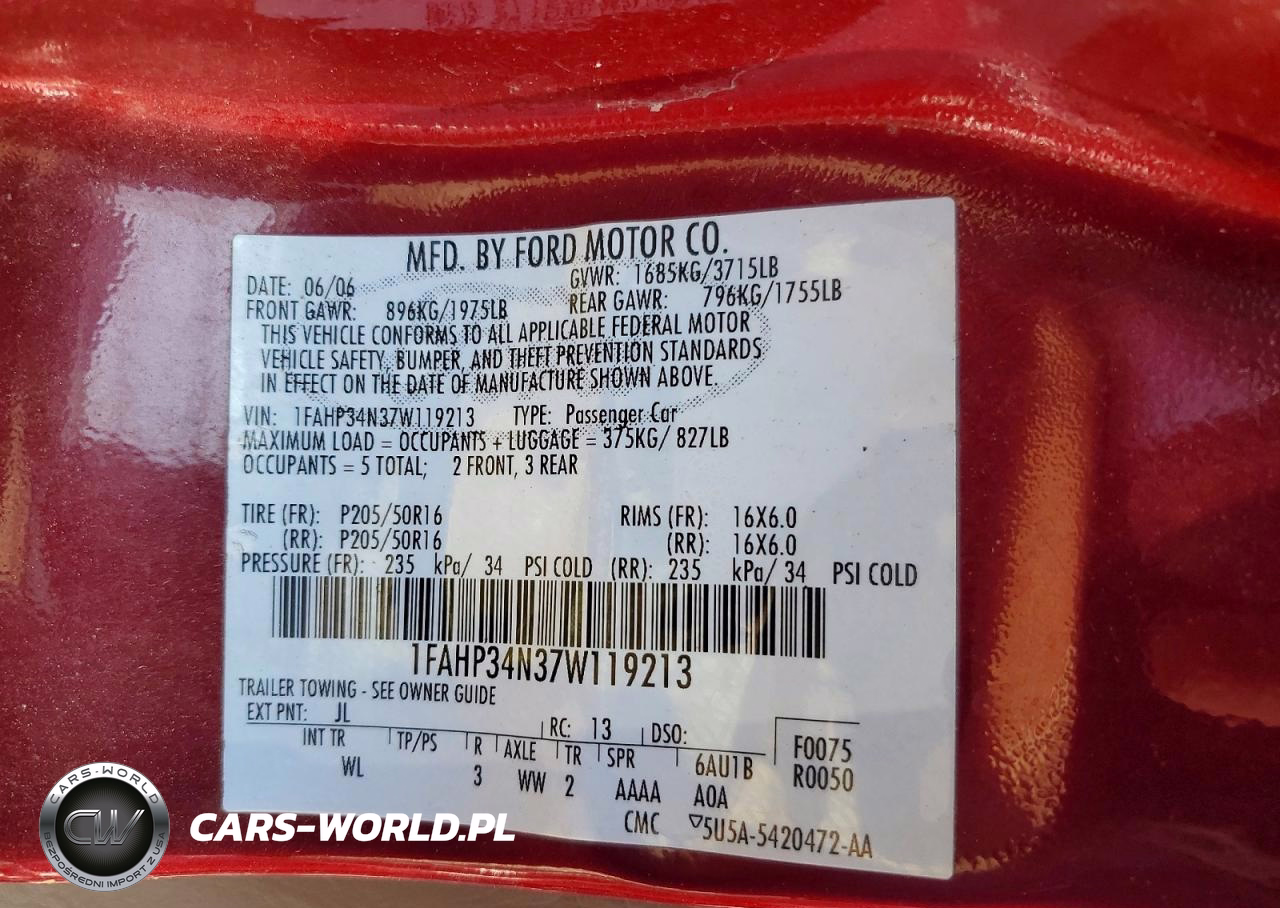 MFD. BY FORD MOTOR CO.
DATE: 06/06 GVWR: 1685KG/3715LB
FRONT GAWR: 896KG/1975LB REAR GAWR: 796KG/1755LB
THIS VEHICLE CONFORMS TO ALL APPLICABLE FEDERAL MOTOR
VEHICLE SAFETY, BUMPER, AND THEFT PREVENTION STANDARDS
IN EFFECT ON THE DATE OF MANUFACTURE SHOWN ABOVE.
VIN: 1FAHP34N37W119213 TYPE: Passenger Car
MAXIMUM LOAD = OCCUPANTS + LUGGAGE = 375KG/ 827LB
OCCUPANTS = 5 TOTAL; 2 FRONT, 3 REAR
TIRE (FR): P205/50R16 RIMS (FR): 16X6.0
(RR): P205/50R16 (RR): 16X6.0
PRESSURE (FR): 235 kPa/ 34 PSI COLD (RR): 235 kPa/ 34 PSI COLD
1FAHP34N37W119213
TRAILER TOWING - SEE OWNER GUIDE
EXT PNT: JL RC: 13 DSO:
INT TR TP/PS R AXLE TR SPR 6AU1B F0075
WL 3 WW 2 AAAA A0A R0050
CMC ▽5U5A-5420472-AA
CARS-WORLD
CW
BEZPOŚREDNI IMPORT Z USA
CARS-WORLD.PL